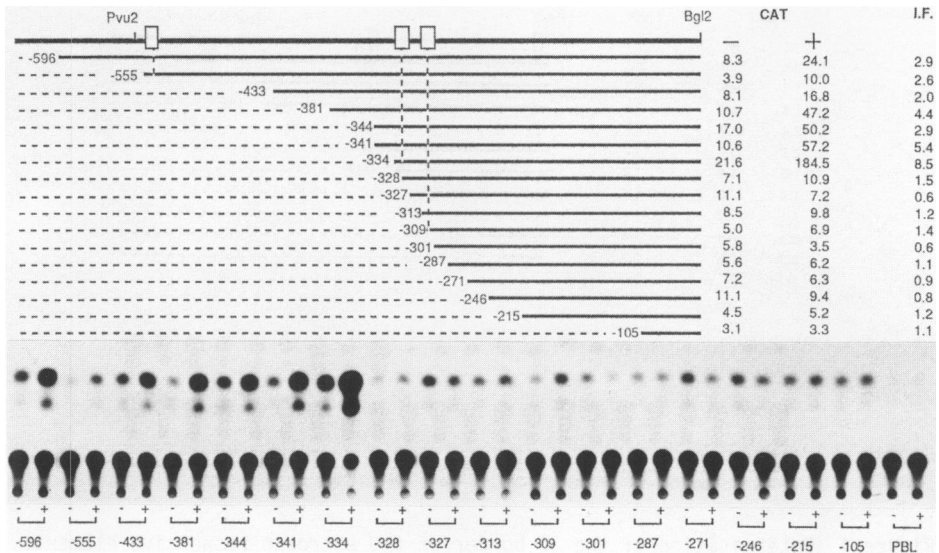 Pvu2 Bgl2 CAT I.F.
− +
-596 8.3 24.1 2.9
-555 3.9 10.0 2.6
-433 8.1 16.8 2.0
-381 10.7 47.2 4.4
-344 17.0 50.2 2.9
-341 10.6 57.2 5.4
-334 21.6 184.5 8.5
-328 7.1 10.9 1.5
-327 11.1 7.2 0.6
-313 8.5 9.8 1.2
-309 5.0 6.9 1.4
-301 5.8 3.5 0.6
-287 5.6 6.2 1.1
-271 7.2 6.3 0.9
-246 11.1 9.4 0.8
-215 4.5 5.2 1.2
-105 3.1 3.3 1.1
- + - + - + - + - + - + - + - + - + - + - + - + - + - + - + - + - + - +
-596 -555 -433 -381 -344 -341 -334 -328 -327 -313 -309 -301 -287 -271 -246 -215 -105 PBL